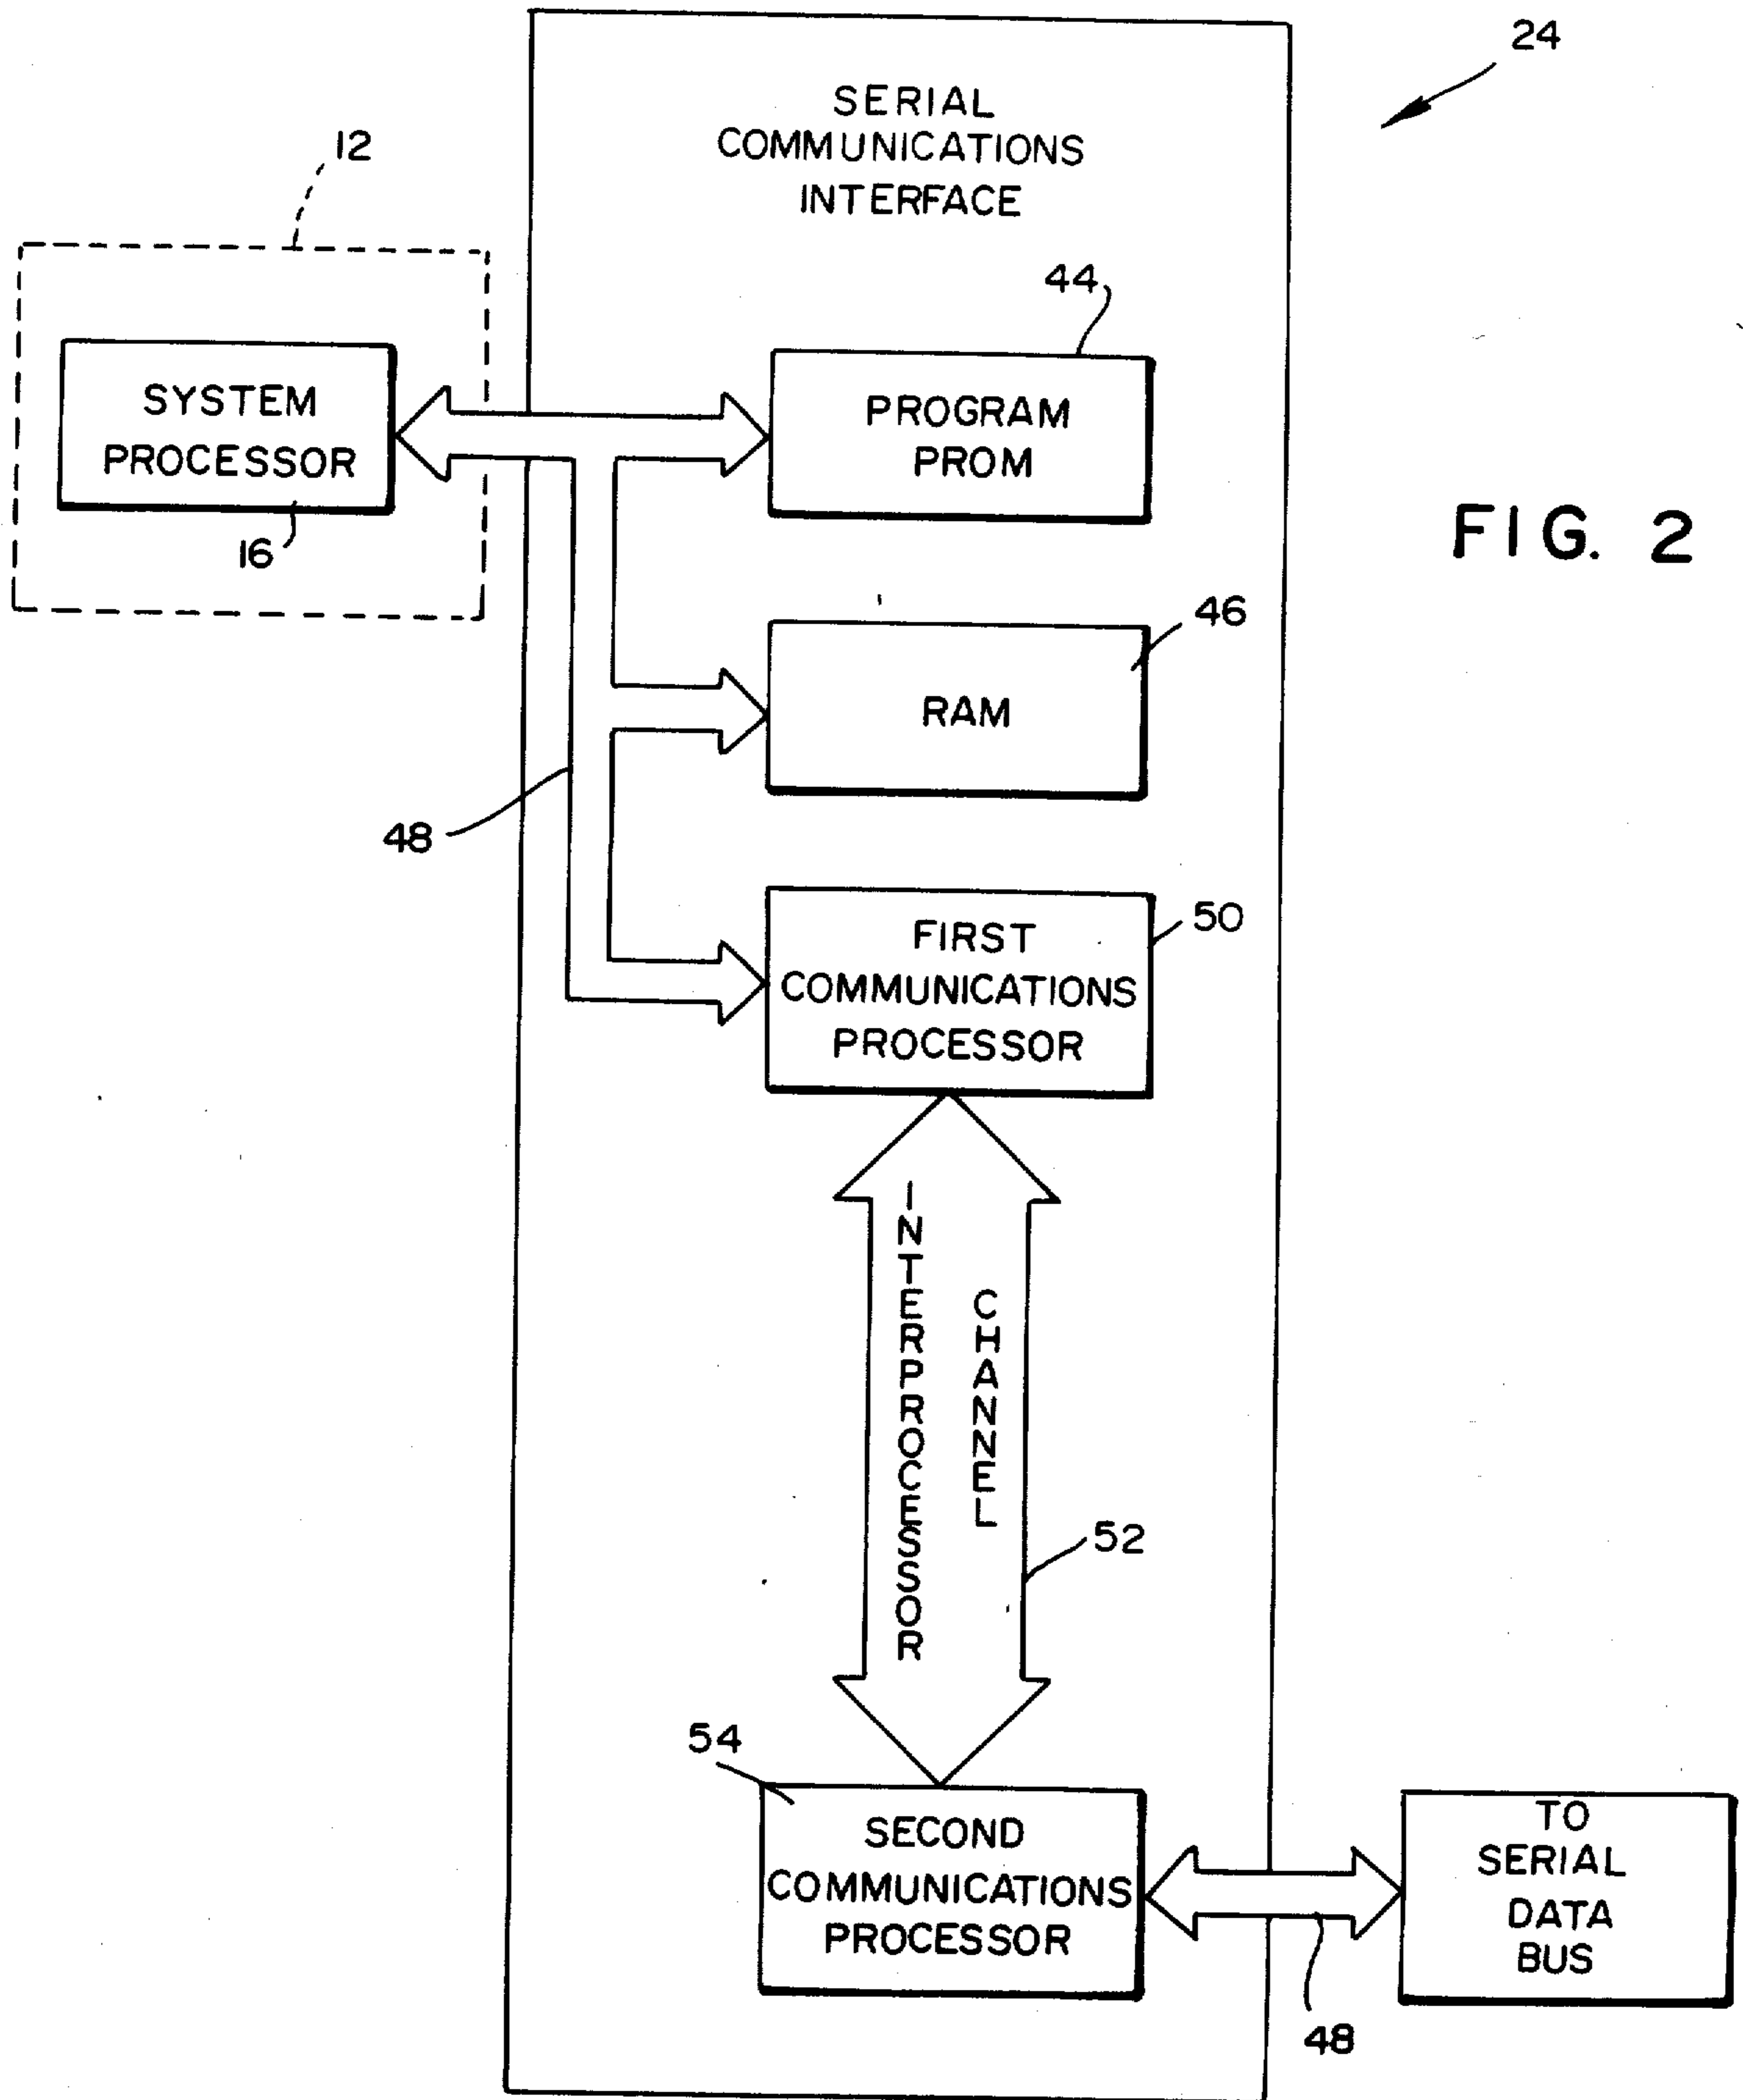 24
SERIAL
COMMUNICATIONS
INTERFACE
12
44
SYSTEM
PROCESSOR
16
PROGRAM
PROM
FIG. 2
46
RAM
48
50
FIRST
COMMUNICATIONS
PROCESSOR
INTERPROCESSOR
CHANNEL
52
54
SECOND
COMMUNICATIONS
PROCESSOR
TO
SERIAL
DATA
BUS
48